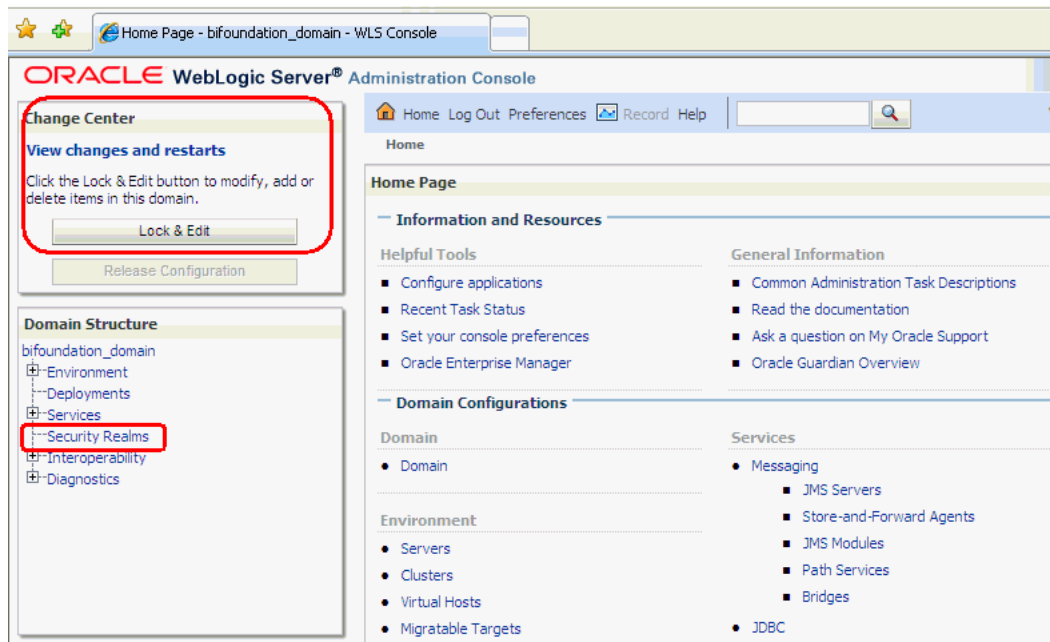 Home Page - bifoundation_domain - WLS Console
ORACLE WebLogic Server® Administration Console
Change Center
View changes and restarts
Click the Lock & Edit button to modify, add or
delete items in this domain.
Lock & Edit
Release Configuration
Domain Structure
bifoundation_domain
Environment
Deployments
Services
Security Realms
Interoperability
Diagnostics
Home Log Out Preferences Record Help
Home
Home Page
Information and Resources
Helpful Tools
Configure applications
Recent Task Status
Set your console preferences
Oracle Enterprise Manager
General Information
Common Administration Task Descriptions
Read the documentation
Ask a question on My Oracle Support
Oracle Guardian Overview
Domain Configurations
Domain
Domain
Environment
Servers
Clusters
Virtual Hosts
Migratable Targets
Services
Messaging
JMS Servers
Store-and-Forward Agents
JMS Modules
Path Services
Bridges
JDBC